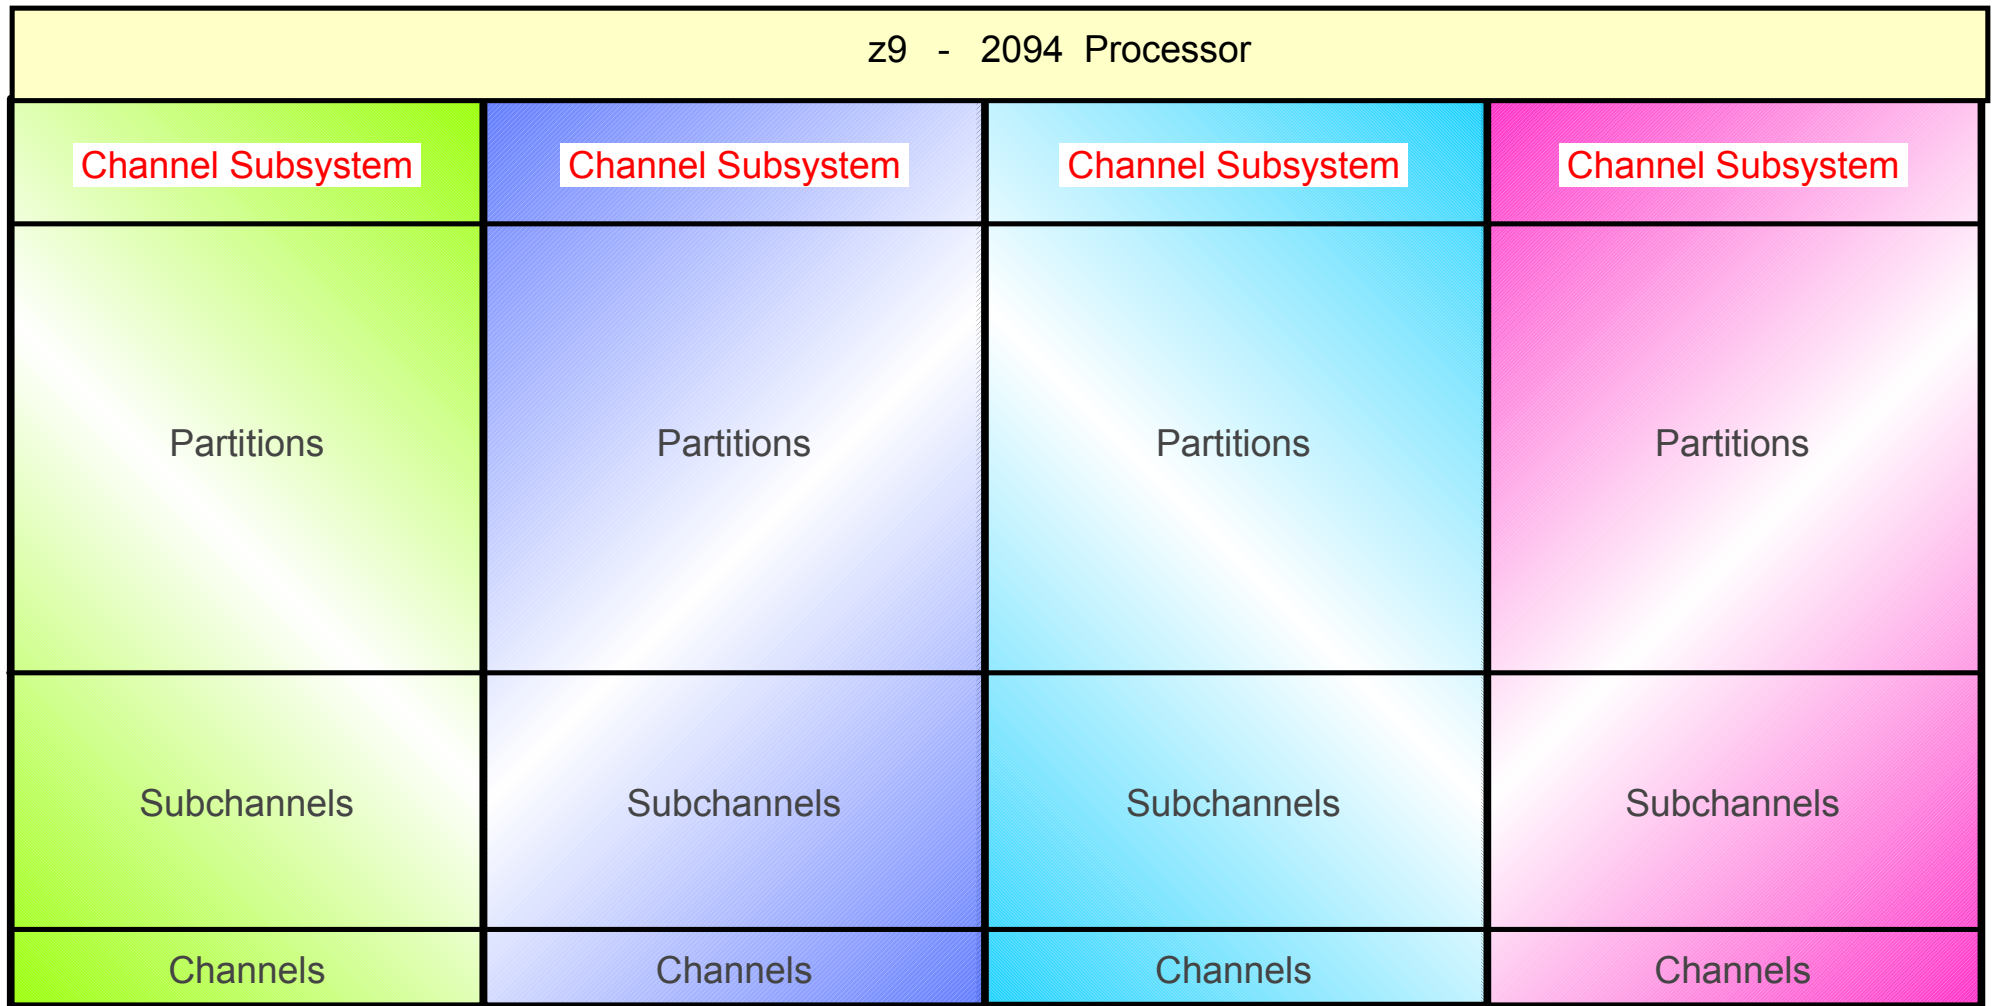 z9 - 2094 Processor
Channel Subsystem Channel Subsystem Channel Subsystem Channel Subsystem
Partitions Partitions Partitions Partitions
Subchannels Subchannels Subchannels Subchannels
Channels Channels Channels Channels